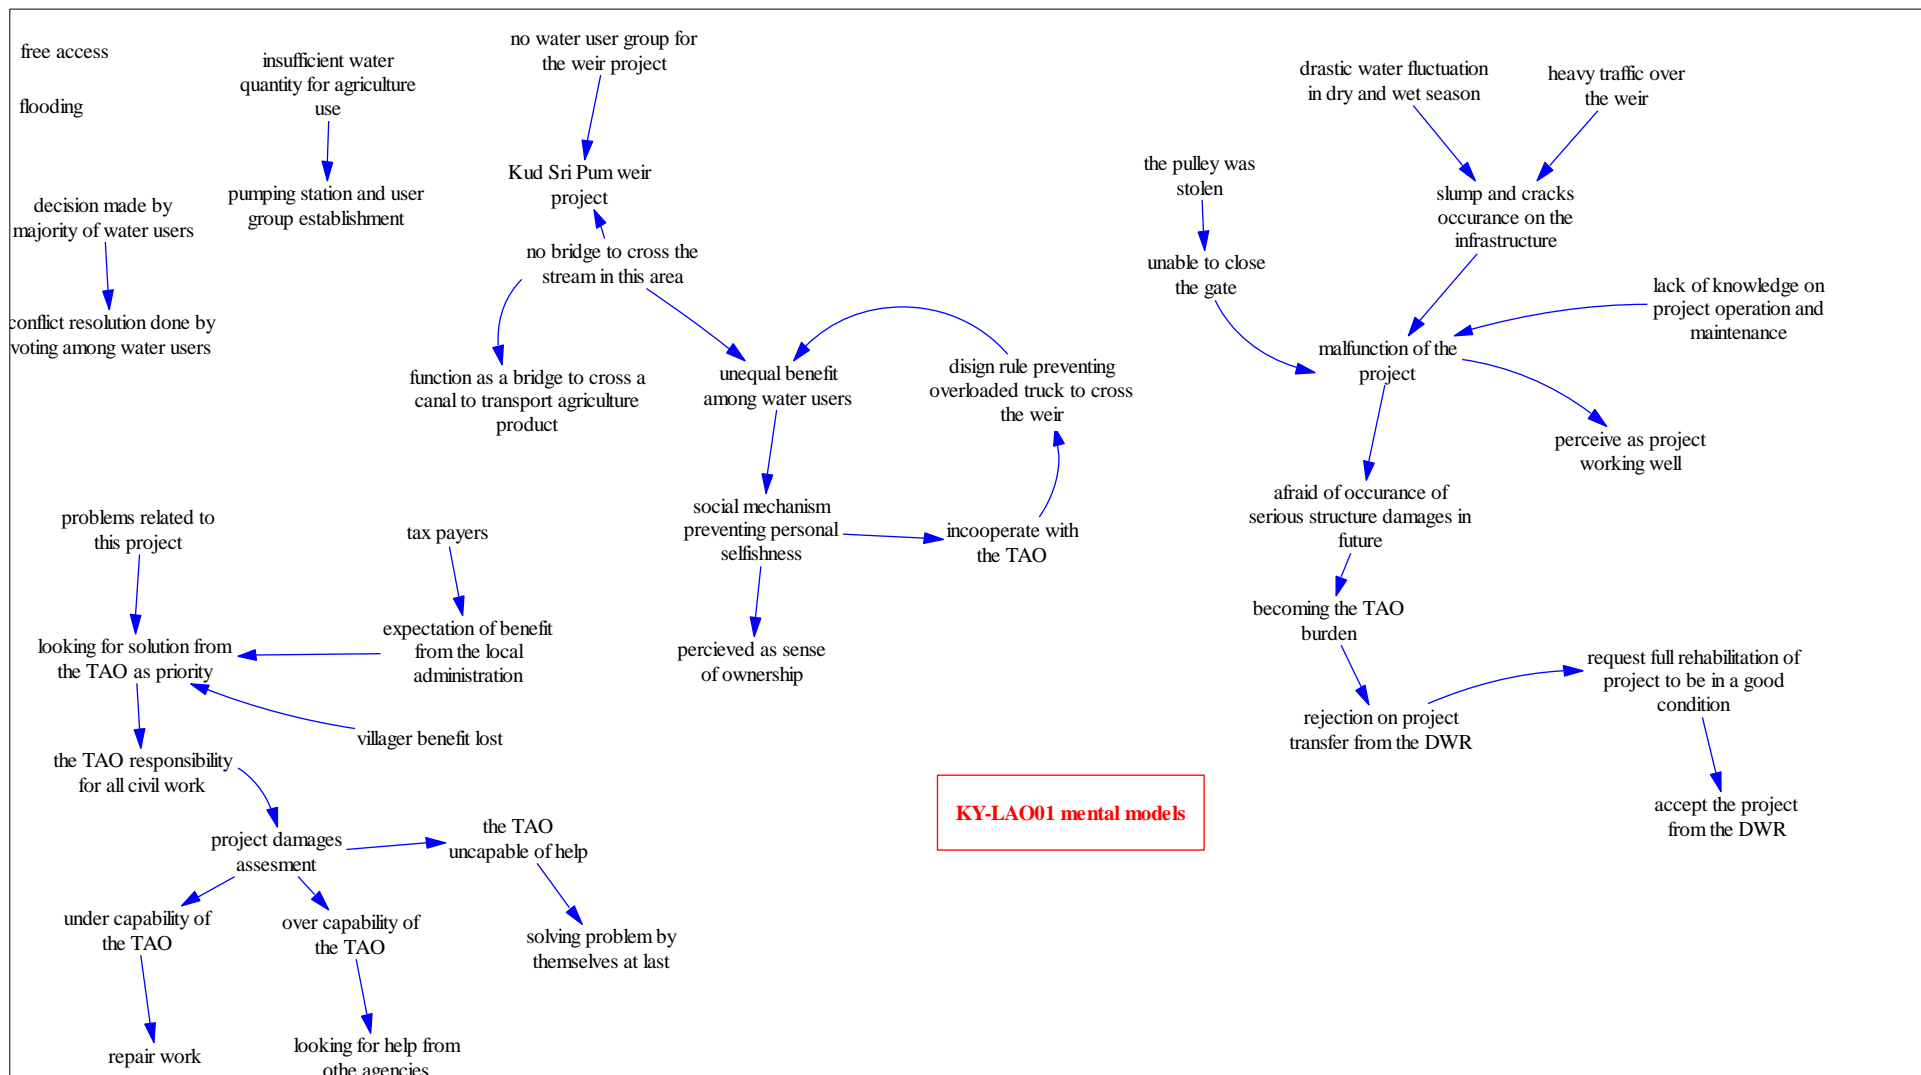 free access
flooding
insufficient water
quantity for agriculture
use
no water user group for
the weir project
drastic water fluctuation
in dry and wet season
heavy traffic over
the weir
the pulley was
stolen
Kud Sri Pum weir
project
pumping station and user
group establishment
decision made by
majority of water users
slump and cracks
occurance on the
infrastructure
no bridge to cross the
stream in this area
unable to close
the gate
lack of knowledge on
project operation and
maintenance
conflict resolution done by
voting among water users
malfunction of the
project
function as a bridge to cross a
canal to transport agriculture
product
unequal benefit
among water users
disign rule preventing
overloaded truck to cross
the weir
perceive as project
working well
afraid of occurance of
serious structure damages in
future
problems related to
this project
tax payers
social mechanism
preventing personal
selfishness
incooperate with
the TAO
becoming the TAO
burden
looking for solution from
the TAO as priority
expectation of benefit
from the local
administration
percieved as sense
of ownership
request full rehabilitation of
project to be in a good
condition
rejection on project
transfer from the DWR
villager benefit lost
the TAO responsibility
for all civil work
KY-LAO01 mental models
accept the project
from the DWR
project damages
assesment
the TAO
uncapable of help
under capability of
the TAO
over capability of
the TAO
solving problem by
themselves at last
repair work
looking for help from
othe agencies